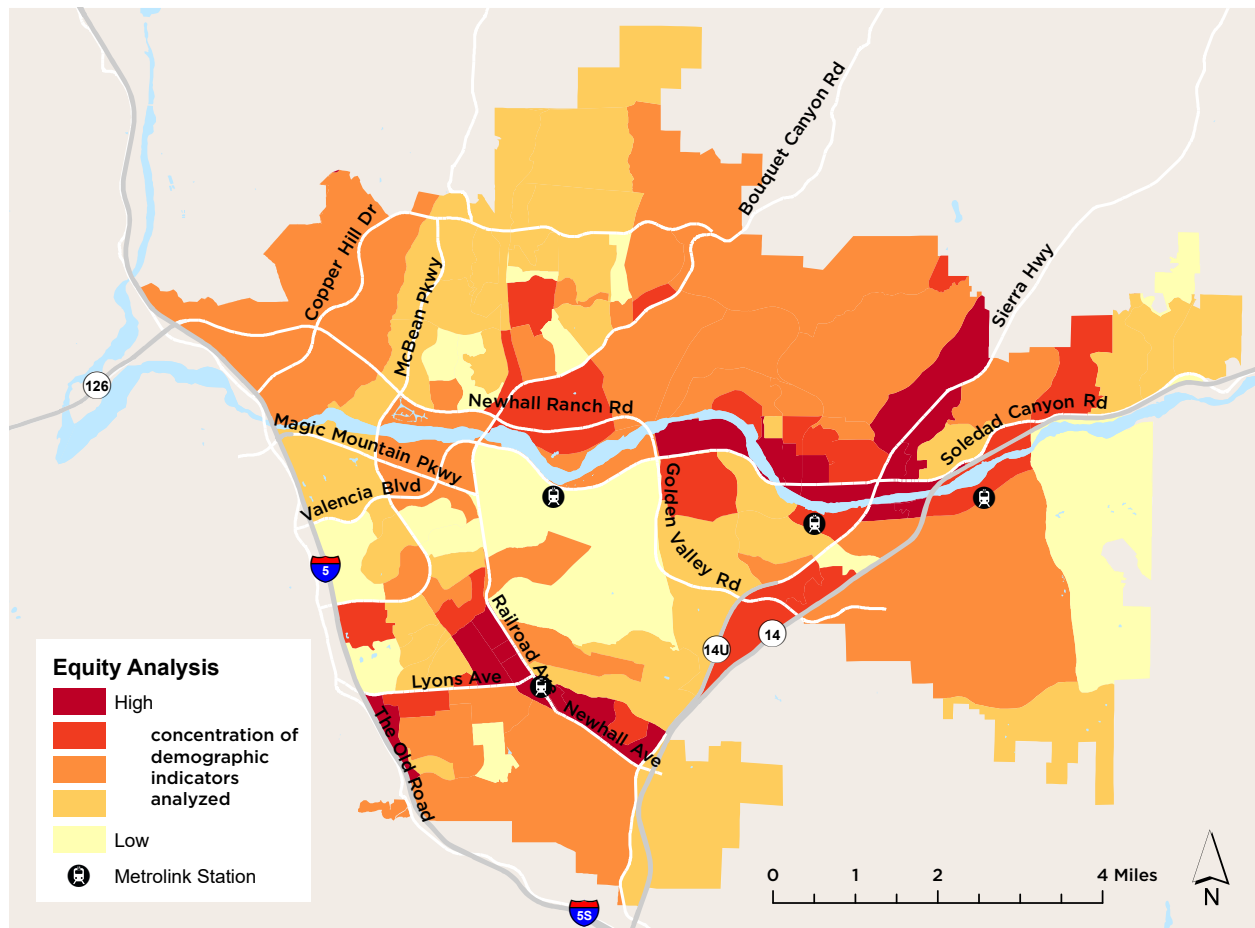 Bouquet Canyon Rd
Copper Hill Dr
McBean Pkwy
Sierra Hwy
126
Newhall Ranch Rd
Soledad Canyon Rd
Magic Mountain Pkwy
Valencia Blvd
Golden Valley Rd
5
Railroad Ave
14
14U
Lyons Ave
Newhall Ave
The Old Road
Equity Analysis
High
concentration of
demographic
indicators
analyzed
Low
Metrolink Station
0 1 2 4 Miles
N
5S